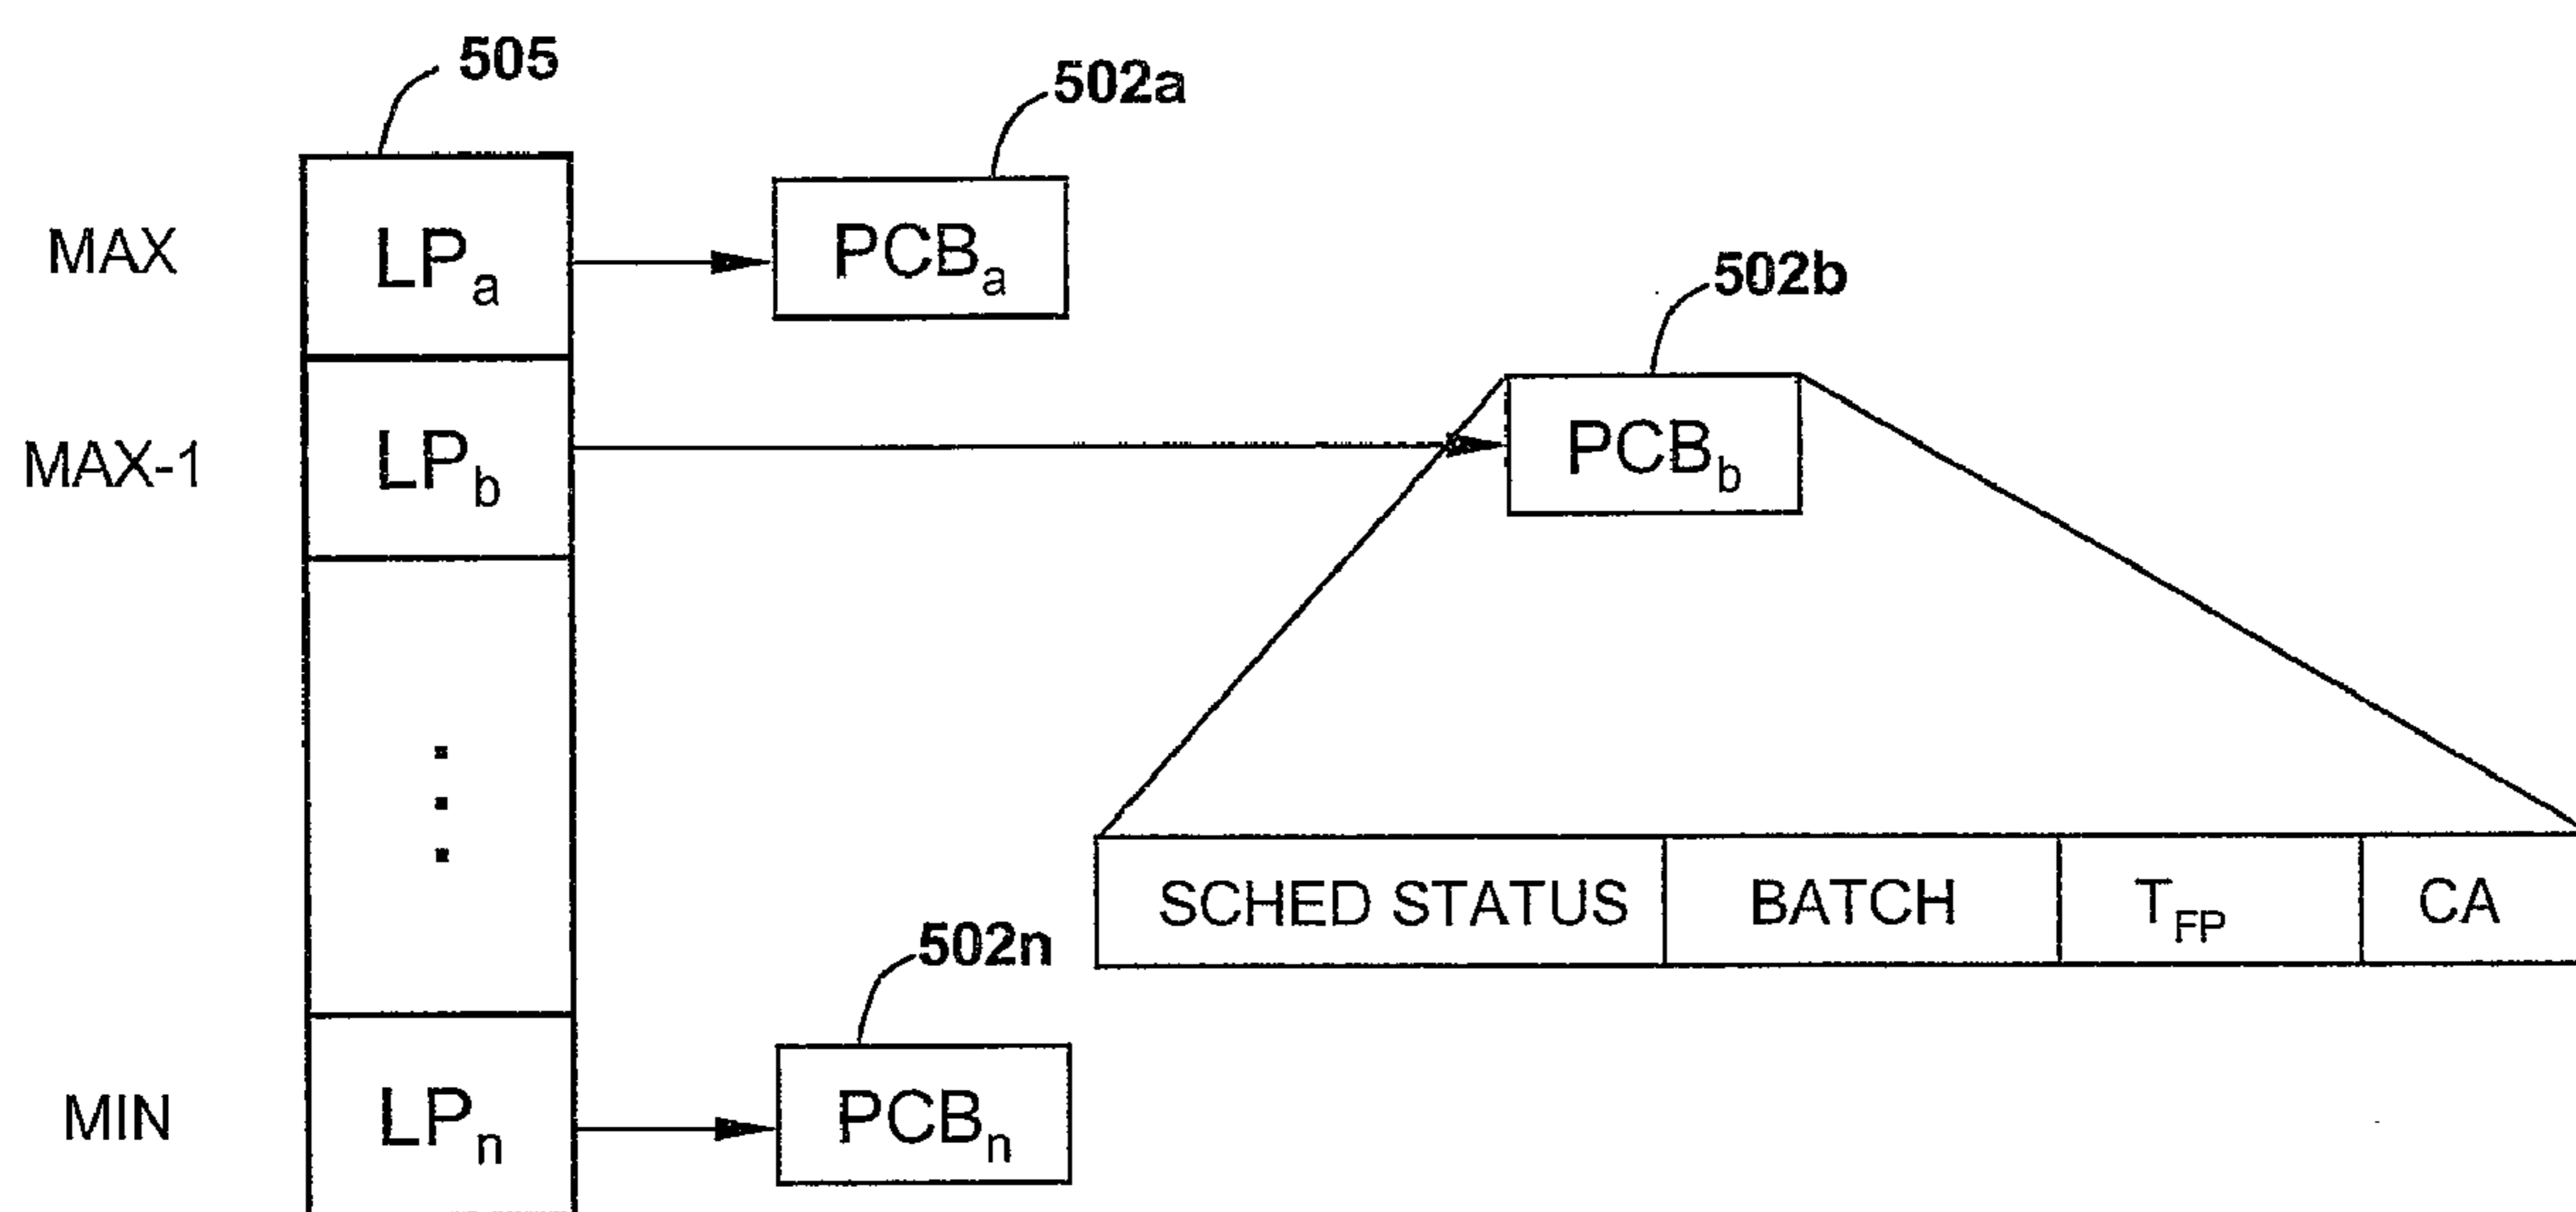 505
502a
MAX
LPa
PCBa
502b
MAX-1
LPb
PCBb
SCHED STATUS
BATCH
TFP
CA
502n
MIN
LPn
PCBn